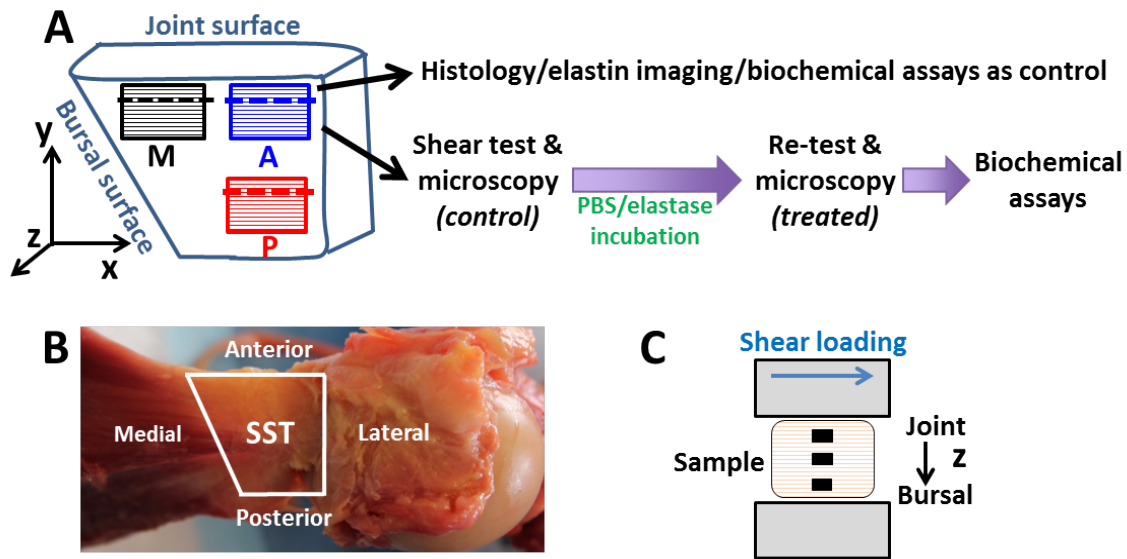 A
Joint surface
Bursal surface
M
A
P
y
z
x
Histology/elastin imaging/biochemical assays as control
Shear test &
microscopy
(control)
PBS/elastase
incubation
Re-test &
microscopy
(treated)
Biochemical
assays
B
Anterior
Medial
SST
Lateral
Posterior
C
Shear loading
Sample
Joint
Z
Bursal